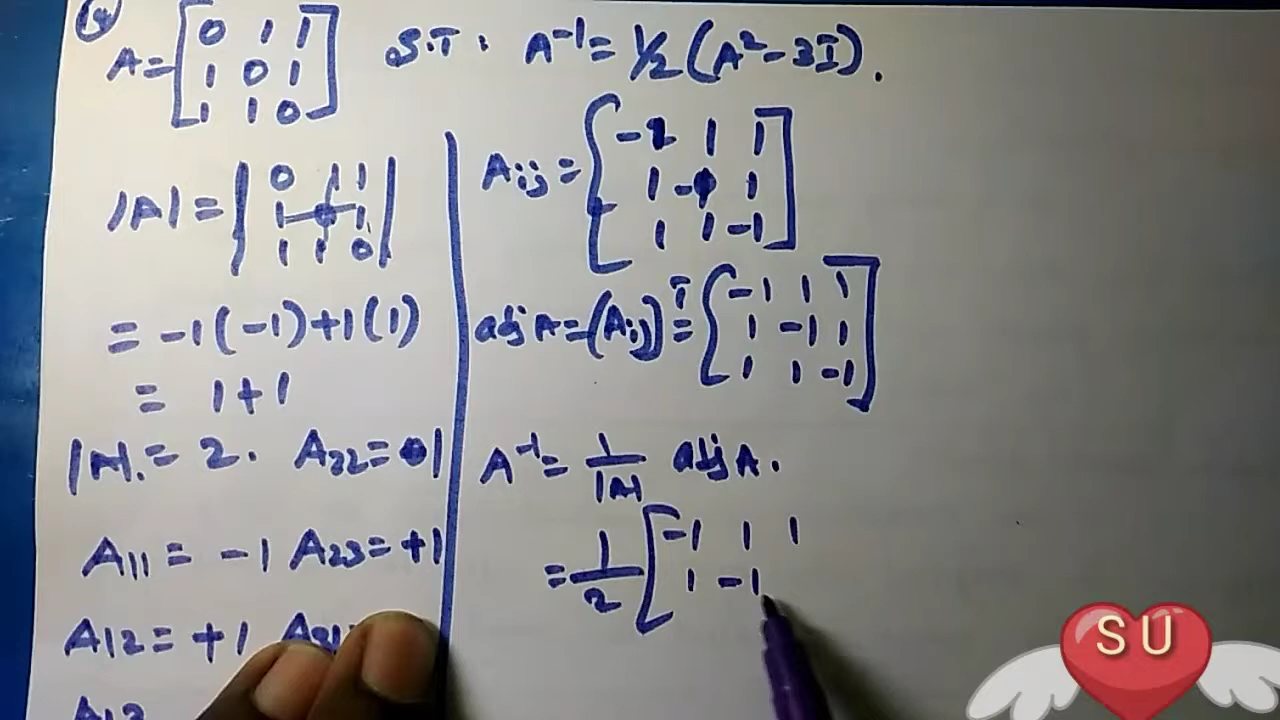 A = [0 1 1
1 0 1
1 1 0]
S.T. A⁻¹ = 1/2 (A² - 3I).
|A| = |0 1 1
1 0 1
1 1 0|
= -1(-1)+1(1)
= 1+1
|A| = 2. A22 = 1
A11 = -1 A23 = +1
A12 = +1 A31
A13
Aij = [-1 1 1
1 -1 1
1 1 -1]
adj A = (Aij)ᵀ = [-1 1 1
1 -1 1
1 1 -1]
A⁻¹ = 1/|A| adj A.
= 1/2 [-1 1 1
1 -1
SU